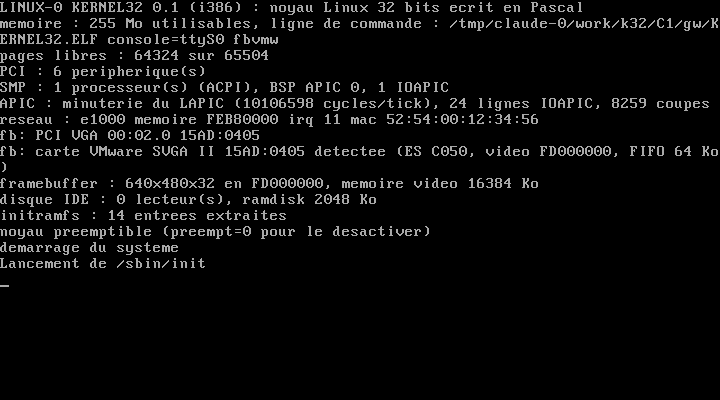 LINUX-0 KERNEL32 0.1 (i386) : noyau Linux 32 bits ecrit en Pascal
memoire : 255 Mo utilisables, ligne de commande : /tmp/claude-0/work/k32/C1/gw/K
ERNEL32.ELF console=ttyS0 fbvmw
pages libres : 64324 sur 65504
PCI : 6 peripherique(s)
SMP : 1 processeur(s) (ACPI), BSP APIC 0, 1 IOAPIC
APIC : minuterie du LAPIC (10106598 cycles/tick), 24 lignes IOAPIC, 8259 coupes
reseau : e1000 memoire FEB80000 irq 11 mac 52:54:00:12:34:56
fb: PCI VGA 00:02.0 15AD:0405
fb: carte VMware SVGA II 15AD:0405 detectee (ES C050, video FD000000, FIFO 64 Ko
)
framebuffer : 640x480x32 en FD000000, memoire video 16384 Ko
disque IDE : 0 lecteur(s), ramdisk 2048 Ko
initramfs : 14 entrees extraites
noyau preemptible (preempt=0 pour le desactiver)
demarrage du systeme
Lancement de /sbin/init
_